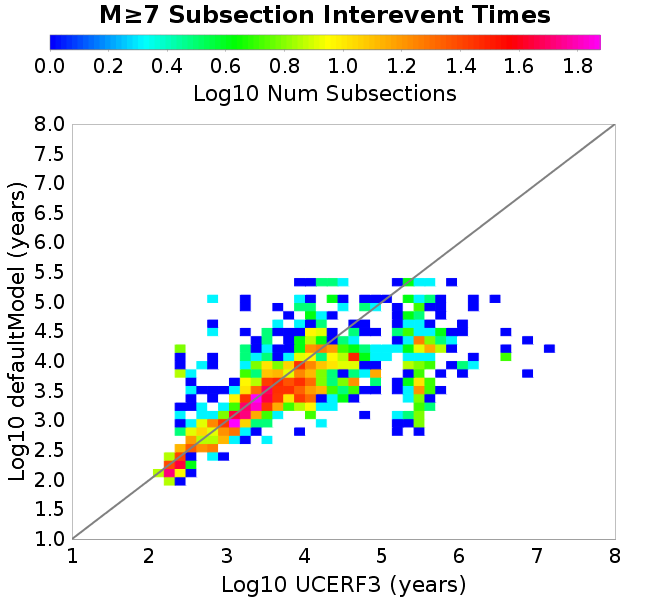 M≥7 Subsection Interevent Times
0.0 0.2 0.4 0.6 0.8 1.0 1.2 1.4 1.6 1.8
Log10 Num Subsections
8.0
7.5
7.0
6.5
6.0
5.5
5.0
4.5
4.0
3.5
3.0
2.5
2.0
1.5
1.0
Log10 defaultModel (years)
1 2 3 4 5 6 7 8
Log10 UCERF3 (years)